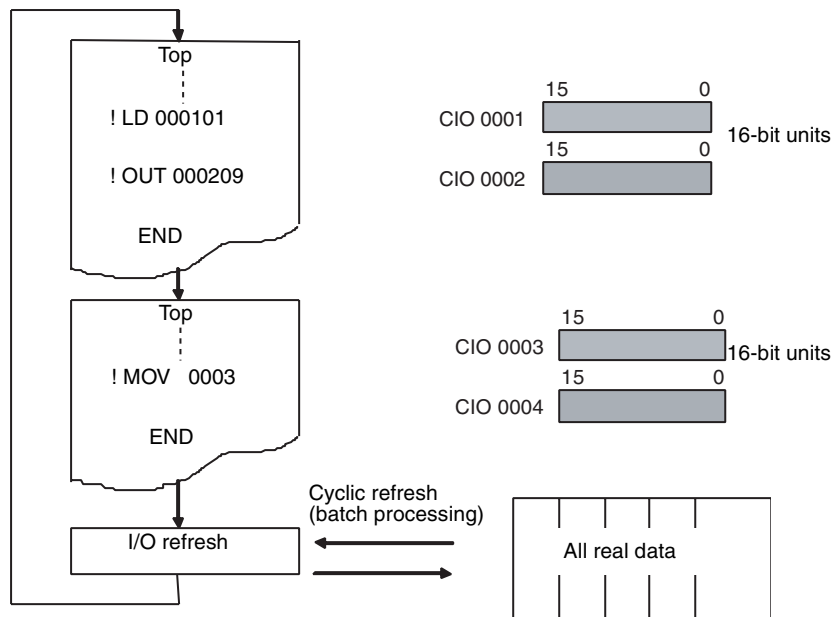 Top
! LD 000101
! OUT 000209
END
15 0
CIO 0001
16-bit units
15 0
CIO 0002
Top
! MOV 0003
END
15 0
CIO 0003
16-bit units
15 0
CIO 0004
Cyclic refresh
(batch processing)
I/O refresh
All real data